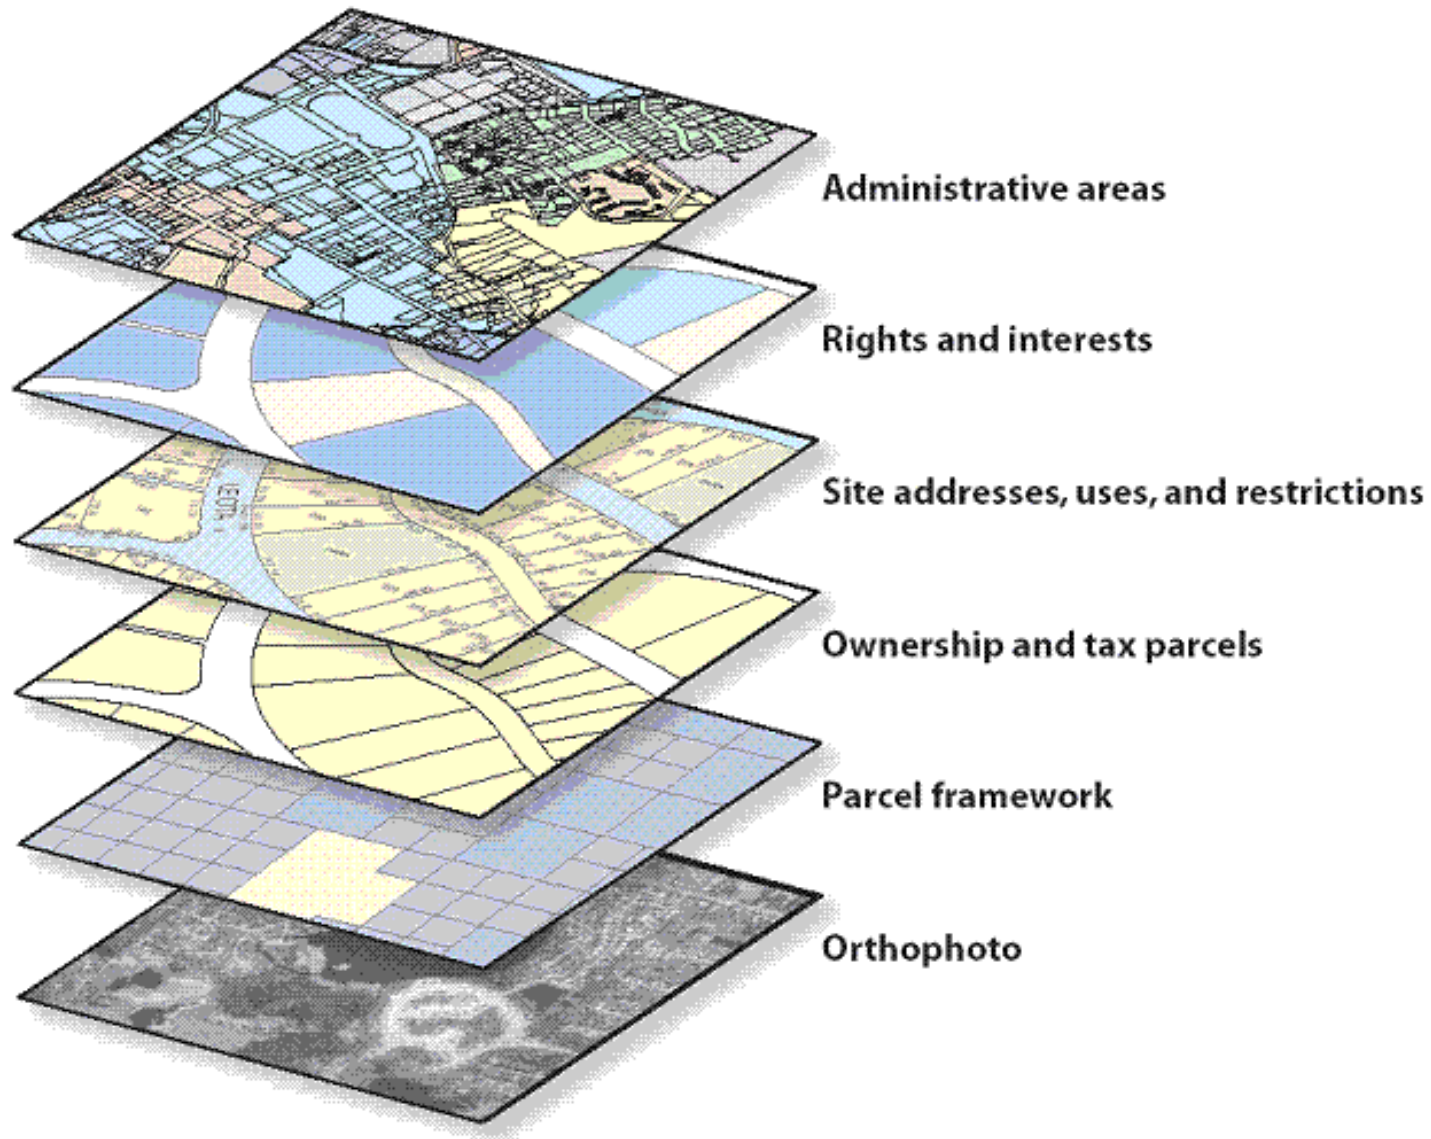 Administrative areas
Rights and interests
Site addresses, uses, and restrictions
Ownership and tax parcels
Parcel framework
Orthophoto